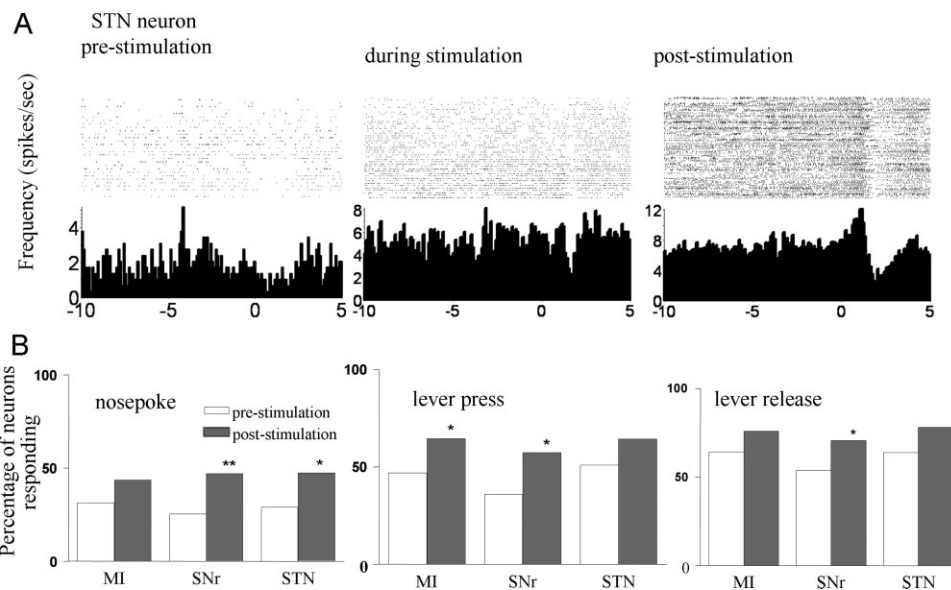 A
STN neuron
pre-stimulation
during stimulation
post-stimulation
Frequency (spikes/sec)
4
2
0
-10
-5
0
5
8
6
4
2
0
-10
-5
0
5
12
8
4
0
-10
-5
0
5
B
Percentage of neurons
responding
100
50
0
nosepoke
pre-stimulation
post-stimulation
** *
MI SNr STN
100
50
0
lever press
* *
MI SNr STN
100
50
0
lever release
*
MI SNr STN